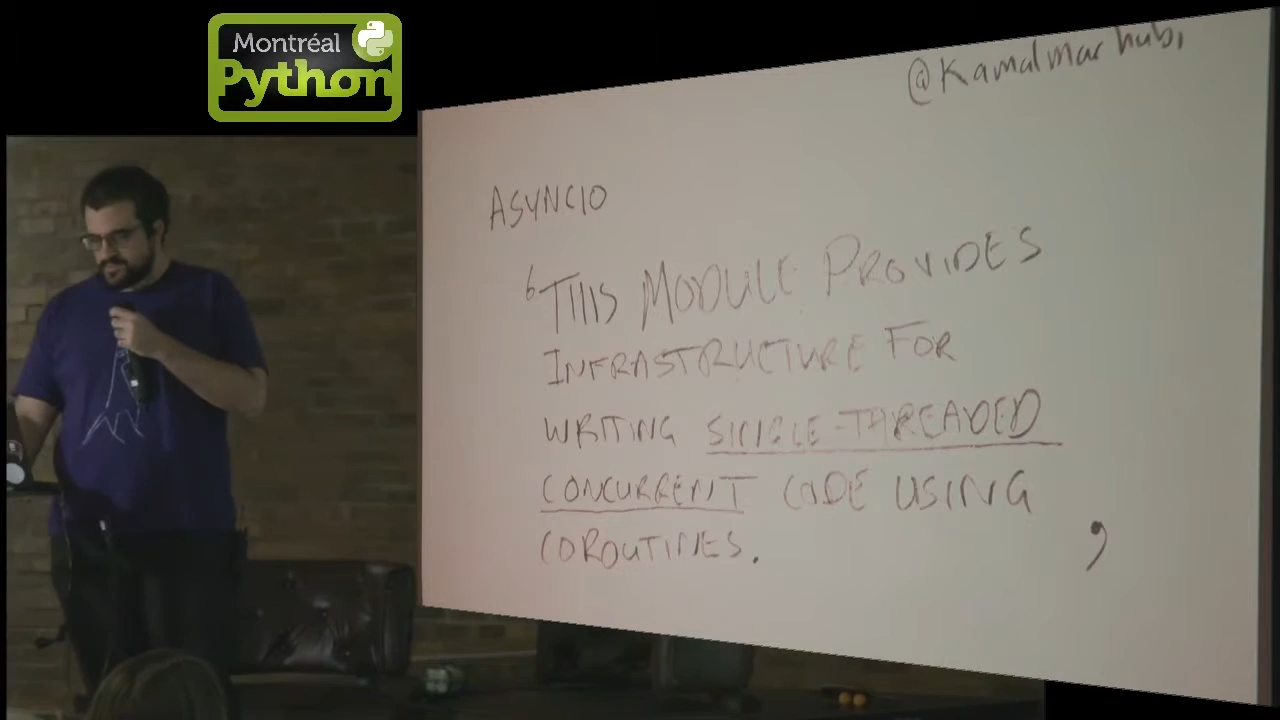 Montréal
Python
@Kamalmarhubi
ASYNCIO
‘THIS MODULE PROVIDES
INFRASTRUCTURE FOR
WRITING SINGLE-THREADED
CONCURRENT CODE USING
COROUTINES.’